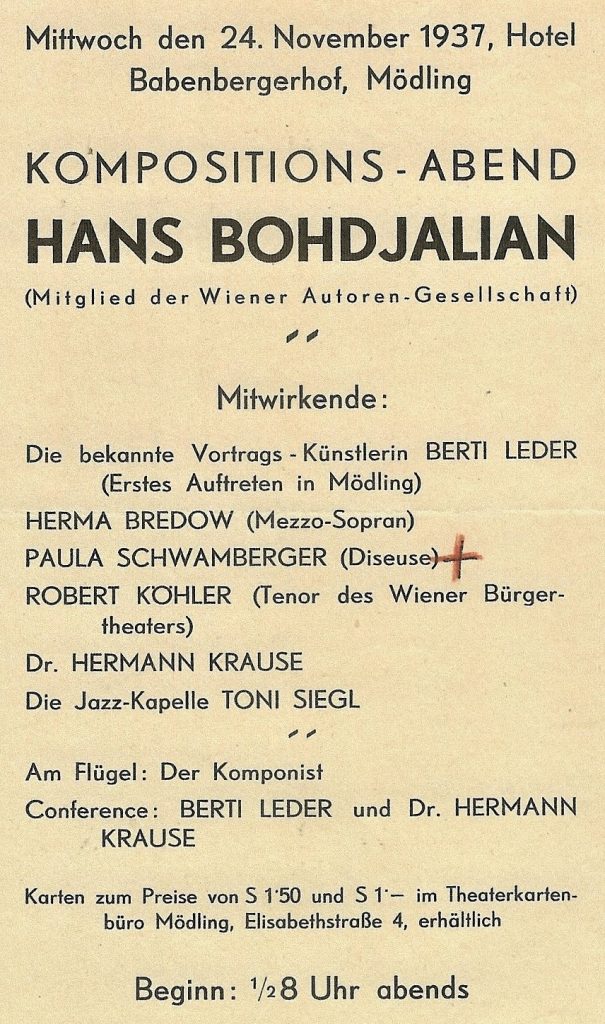 Mittwoch den 24. November 1937, Hotel
Babenbergerhof, Mödling
KOMPOSITIONS - ABEND
HANS BOHDJALIAN
(Mitglied der Wiener Autoren-Gesellschaft)
Mitwirkende:
Die bekannte Vortrags - Künstlerin BERTI LEDER
(Erstes Auftreten in Mödling)
HERMA BREDOW (Mezzo-Sopran)
PAULA SCHWAMBERGER (Diseuse)
ROBERT KÖHLER (Tenor des Wiener Bürger-
theaters)
Dr. HERMANN KRAUSE
Die Jazz-Kapelle TONI SIEGL
Am Flügel: Der Komponist
Conference: BERTI LEDER und Dr. HERMANN
KRAUSE
Karten zum Preise von S 1·50 und S 1·— im Theaterkarten-
büro Mödling, Elisabethstraße 4, erhältlich
Beginn: ½8 Uhr abends